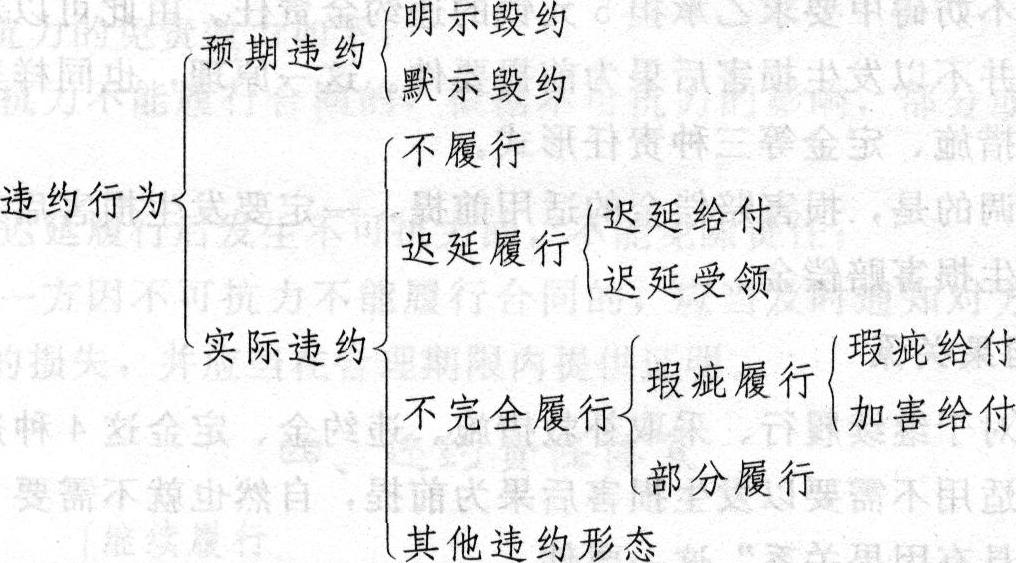 明示毁约
预期违约
默示毁约
不履行
违约行为
迟延给付
迟延履行
迟延受领
实际违约
瑕疵给付
瑕疵履行
加害给付
不完全履行
部分履行
其他违约形态